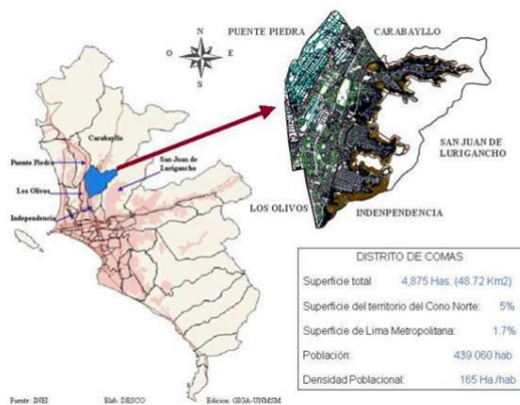 PUENTE PIEDRA
CARABAYLLO
N
O E
S
Carabayllo
Puente Piedra
San Juan de
Lurigancho
Los Olivos
Independencia
SAN JUAN DE
LURIGANCHO
LOS OLIVOS
INDENPENDENCIA
DISTRITO DE COMAS
Superficie total 4,875 Has. (48.72 Km2)
Superficie del territorio del Cono Norte: 5%
Superficie de Lima Metropolitana: 1.7%
Población: 439 060 hab
Densidad Poblacional: 165 Ha/hab
Fuente: INEI Elab: DESCO Edicion: GIGA-UNMSM